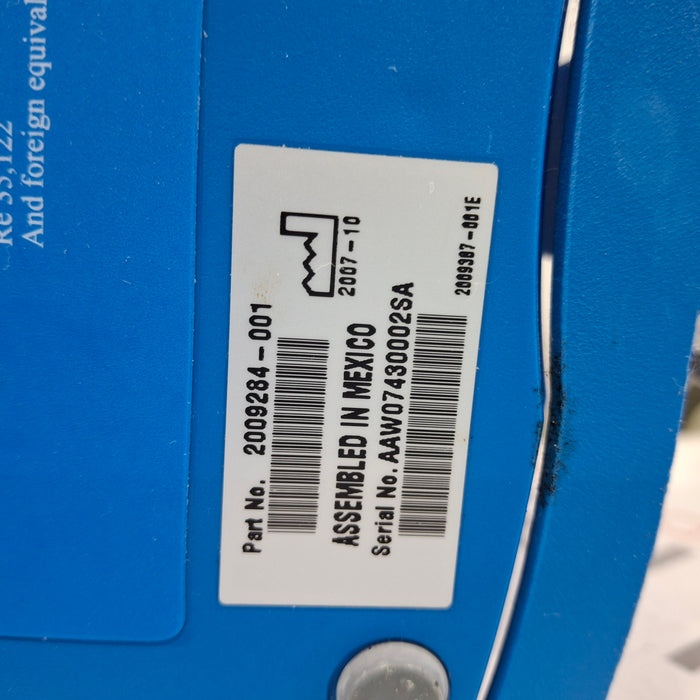 Re 35,122
And foreign equival
Part No. 2009284-001
2007-10
ASSEMBLED IN MEXICO
Serial No. AAW07430002SA
2009387-001E